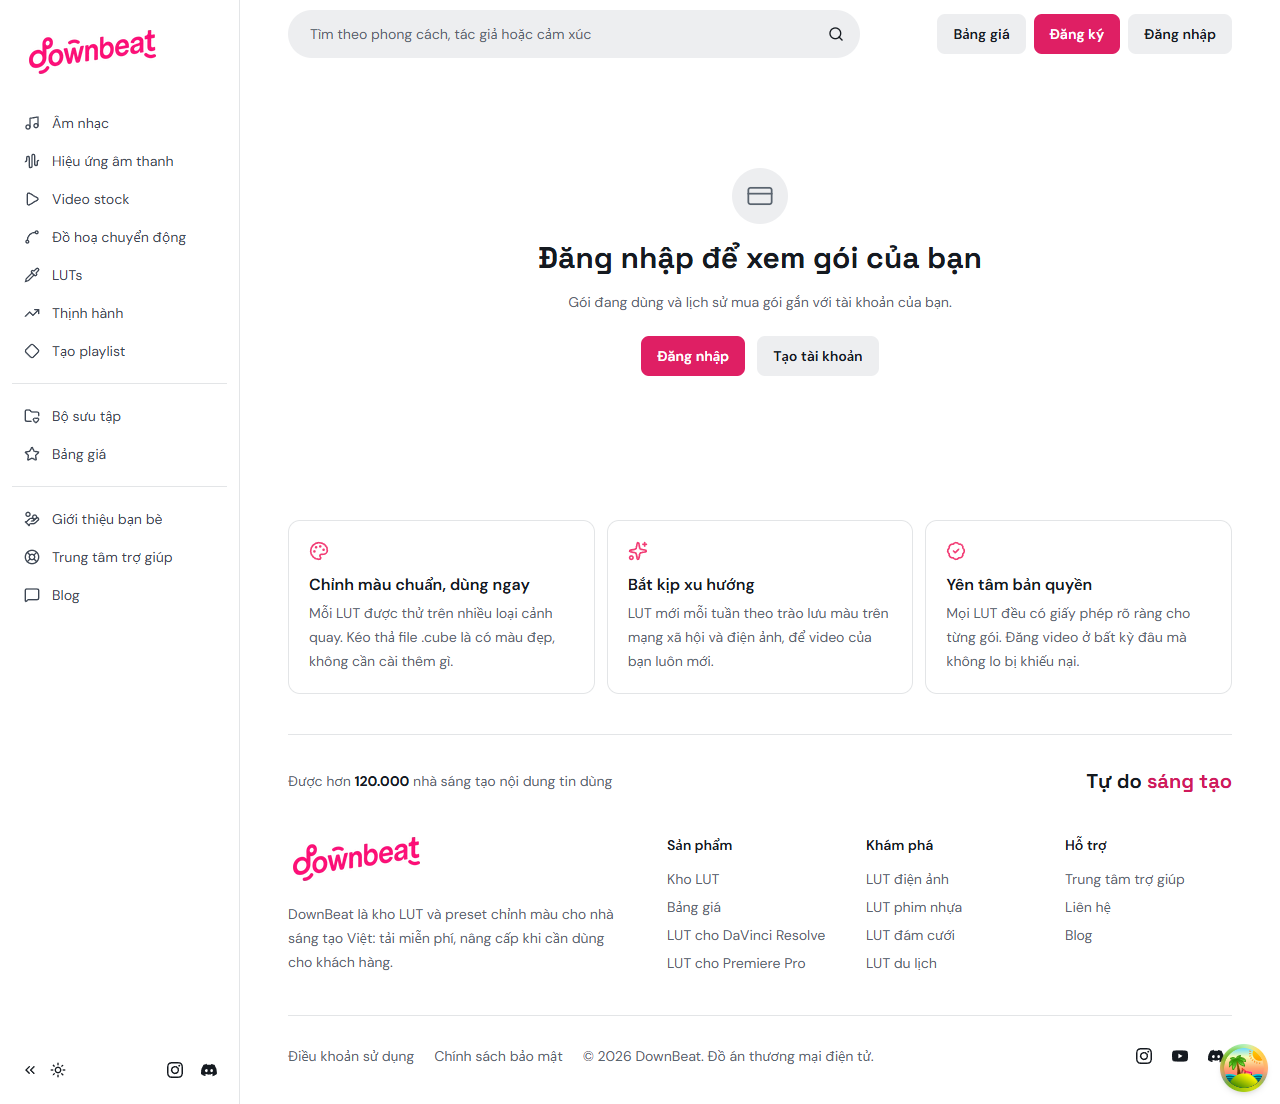 downbeat
Âm nhạc
Hiệu ứng âm thanh
Video stock
Đồ hoạ chuyển động
LUTs
Thịnh hành
Tạo playlist
Bộ sưu tập
Bảng giá
Giới thiệu bạn bè
Trung tâm trợ giúp
Blog
Tìm theo phong cách, tác giả hoặc cảm xúc
Bảng giá
Đăng ký
Đăng nhập
Đăng nhập để xem gói của bạn
Gói đang dùng và lịch sử mua gói gắn với tài khoản của bạn.
Đăng nhập
Tạo tài khoản
Chỉnh màu chuẩn, dùng ngay
Mỗi LUT được thử trên nhiều loại cảnh
quay. Kéo thả file .cube là có màu đẹp,
không cần cài thêm gì.
Bắt kịp xu hướng
LUT mới mỗi tuần theo trào lưu màu trên
mạng xã hội và điện ảnh, để video của
bạn luôn mới.
Yên tâm bản quyền
Mọi LUT đều có giấy phép rõ ràng cho
từng gói. Đăng video ở bất kỳ đâu mà
không lo bị khiếu nại.
Được hơn 120.000 nhà sáng tạo nội dung tin dùng
Tự do sáng tạo
downbeat
DownBeat là kho LUT và preset chỉnh màu cho nhà
sáng tạo Việt: tải miễn phí, nâng cấp khi cần dùng
cho khách hàng.
Sản phẩm
Kho LUT
Bảng giá
LUT cho DaVinci Resolve
LUT cho Premiere Pro
Khám phá
LUT điện ảnh
LUT phim nhựa
LUT đám cưới
LUT du lịch
Hỗ trợ
Trung tâm trợ giúp
Liên hệ
Blog
Điều khoản sử dụng
Chính sách bảo mật
© 2026 DownBeat. Đồ án thương mại điện tử.